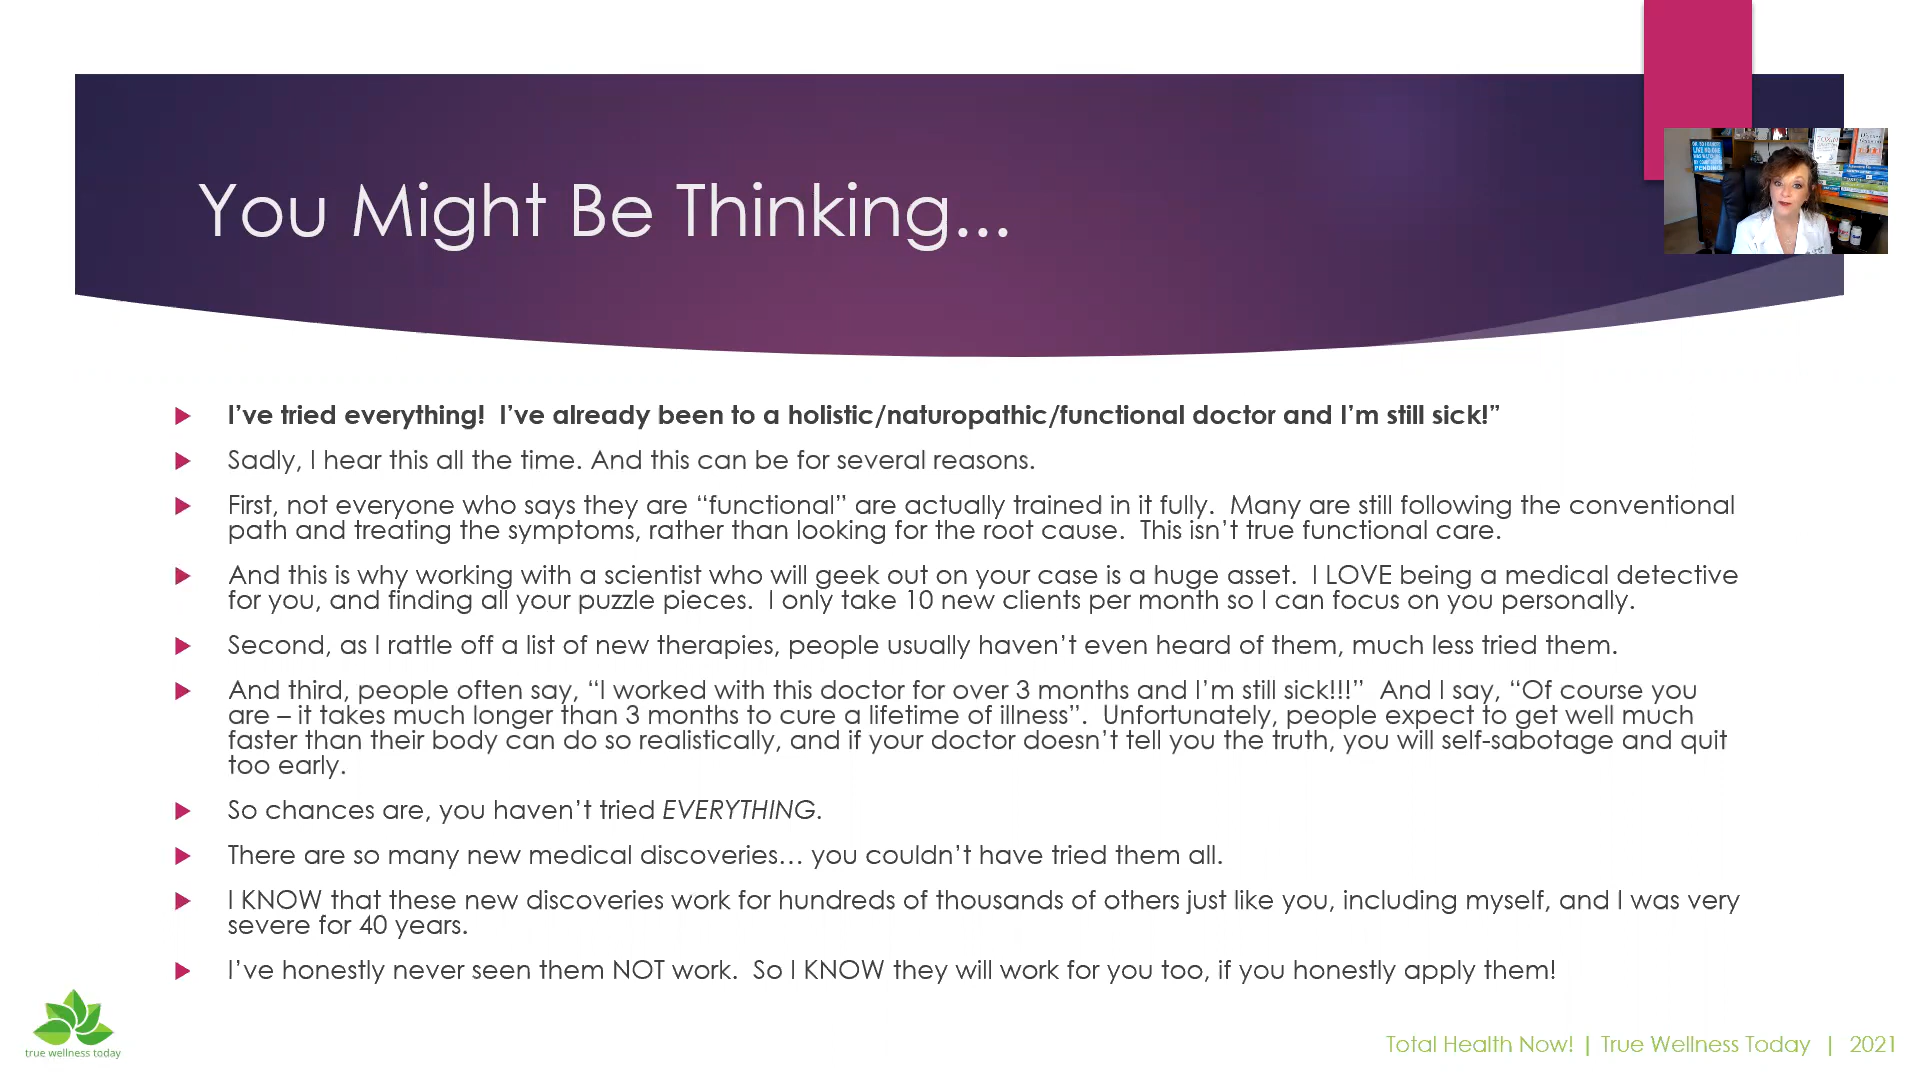 You Might Be Thinking...
I’ve tried everything!  I’ve already been to a holistic/naturopathic/functional doctor and I’m still sick!”
Sadly, I hear this all the time. And this can be for several reasons.
First, not everyone who says they are “functional” are actually trained in it fully.  Many are still following the conventional
path and treating the symptoms, rather than looking for the root cause.  This isn’t true functional care.
And this is why working with a scientist who will geek out on your case is a huge asset.  I LOVE being a medical detective
for you, and finding all your puzzle pieces.  I only take 10 new clients per month so I can focus on you personally.
Second, as I rattle off a list of new therapies, people usually haven’t even heard of them, much less tried them.
And third, people often say, “I worked with this doctor for over 3 months and I’m still sick!!!”  And I say, “Of course you
are – it takes much longer than 3 months to cure a lifetime of illness”.  Unfortunately, people expect to get well much
faster than their body can do so realistically, and if your doctor doesn’t tell you the truth, you will self-sabotage and quit
too early.
So chances are, you haven’t tried EVERYTHING.
There are so many new medical discoveries… you couldn’t have tried them all.
I KNOW that these new discoveries work for hundreds of thousands of others just like you, including myself, and I was very
severe for 40 years.
I’ve honestly never seen them NOT work.  So I KNOW they will work for you too, if you honestly apply them!
true wellness today
Total Health Now! | True Wellness Today | 2021